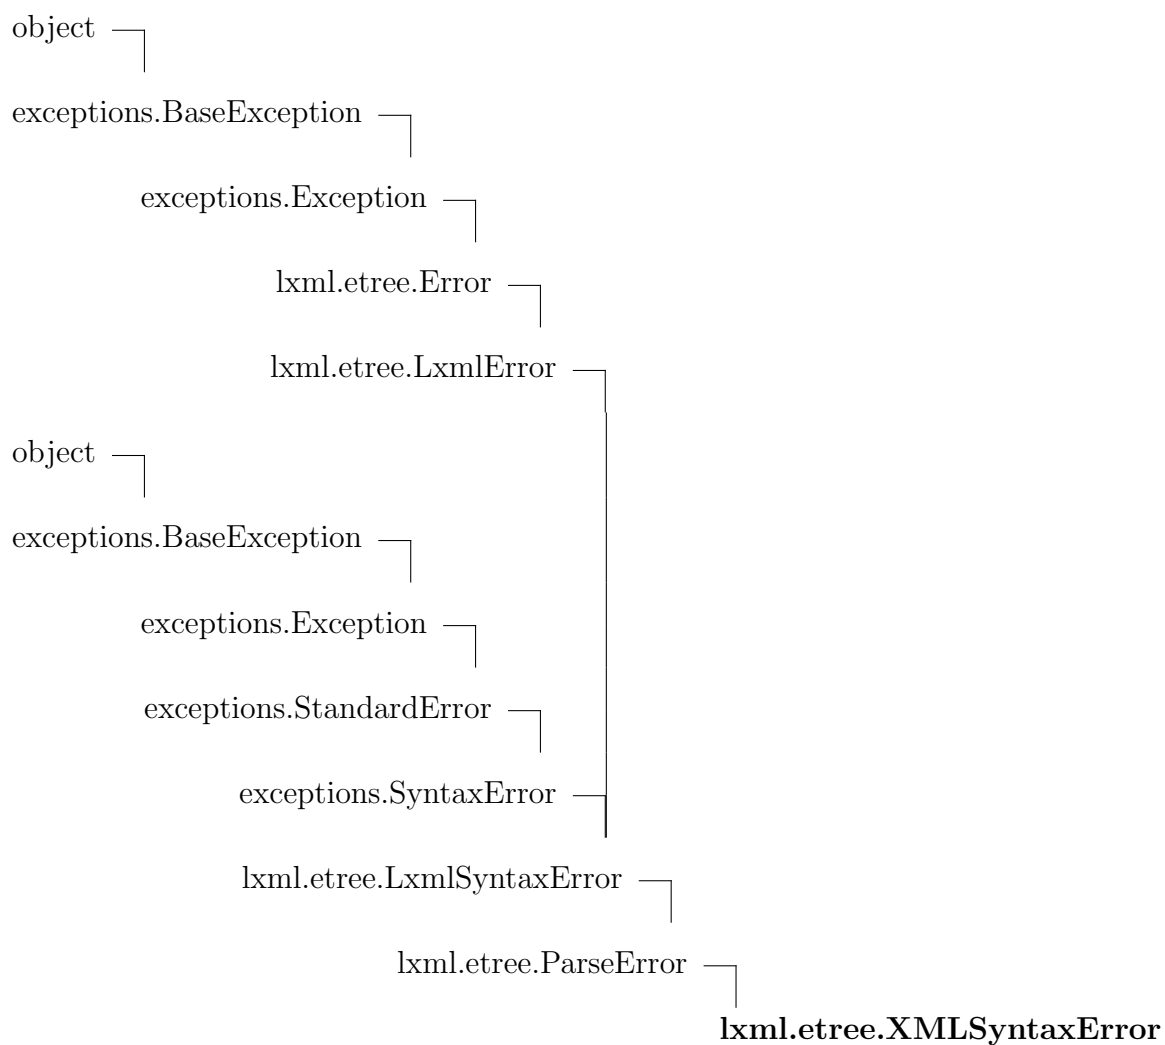 object
exceptions.BaseException
exceptions.Exception
lxml.etree.Error
lxml.etree.LxmlError
object
exceptions.BaseException
exceptions.Exception
exceptions.StandardError
exceptions.SyntaxError
lxml.etree.LxmlSyntaxError
lxml.etree.ParseError
lxml.etree.XMLSyntaxError